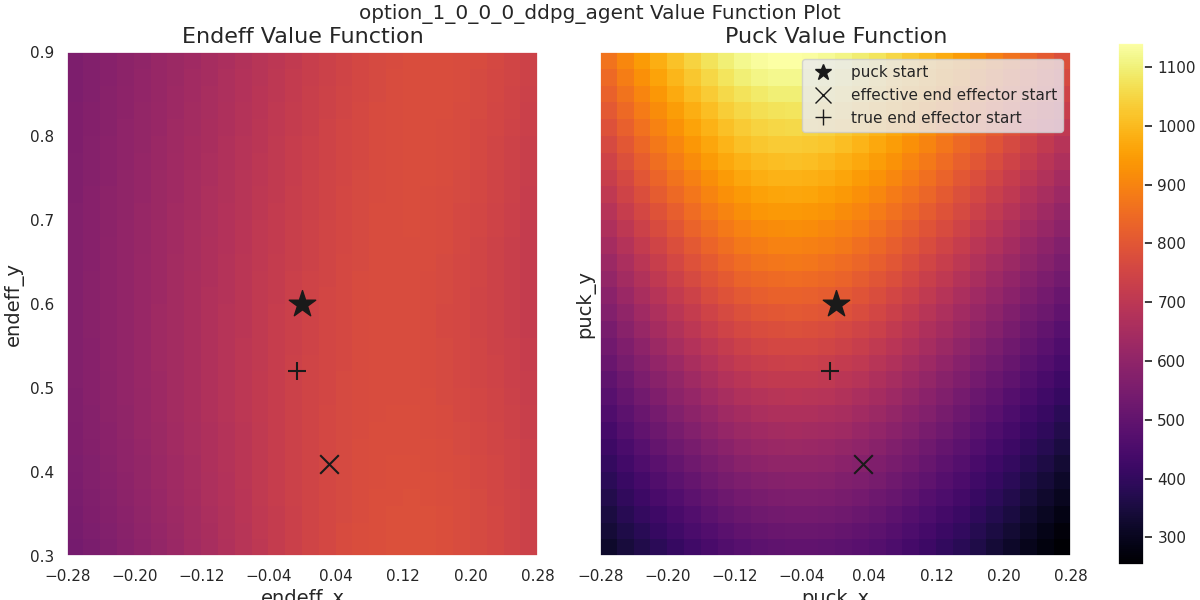 option_1_0_0_0_ddpg_agent Value Function Plot
Endeff Value Function
Puck Value Function
endeff_y
0.9
0.8
0.7
0.6
0.5
0.4
0.3
−0.28 −0.20 −0.12 −0.04 0.04 0.12 0.20 0.28
endeff_x
puck_y
puck start
effective end effector start
true end effector start
−0.28 −0.20 −0.12 −0.04 0.04 0.12 0.20 0.28
puck_x
1100
1000
900
800
700
600
500
400
300